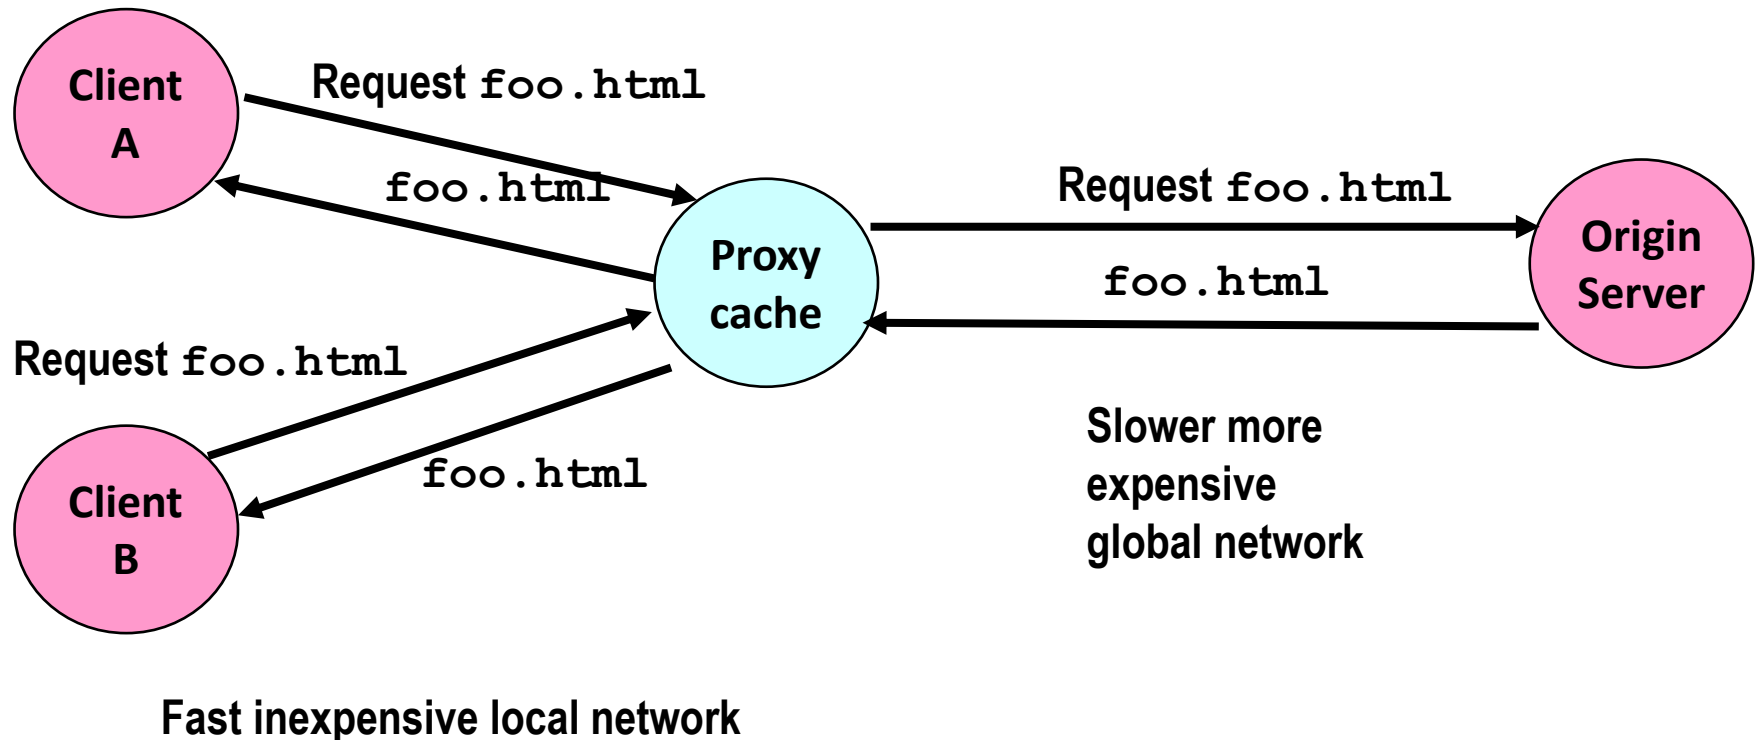 Client
A
Request foo.html
foo.html
Request foo.html
foo.html
Proxy
cache
Origin
Server
Request foo.html
foo.html
Client
B
Slower more
expensive
global network
Fast inexpensive local network